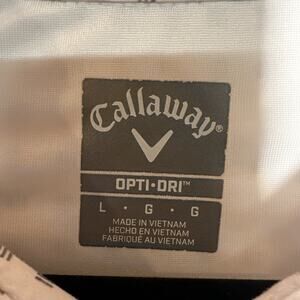 Callaway
OPTI•DRI™
L • G • G
MADE IN VIETNAM
HECHO EN VIETNAM
FABRIQUÉ AU VIETNAM